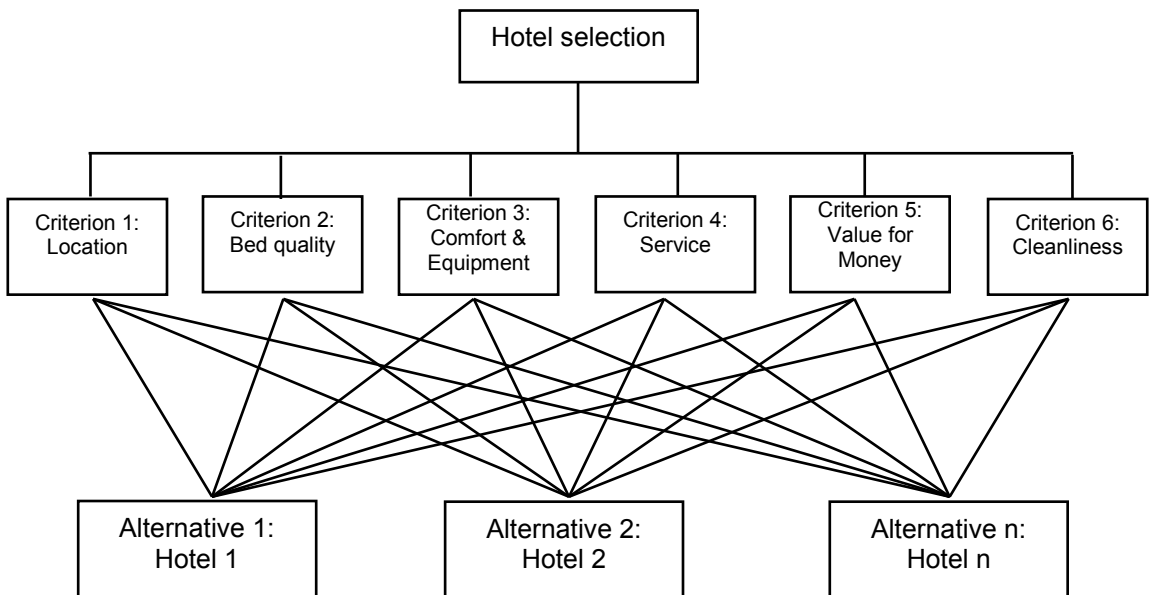 Hotel selection
Criterion 1:
Location
Criterion 2:
Bed quality
Criterion 3:
Comfort &
Equipment
Criterion 4:
Service
Criterion 5:
Value for
Money
Criterion 6:
Cleanliness
Alternative 1:
Hotel 1
Alternative 2:
Hotel 2
Alternative n:
Hotel n